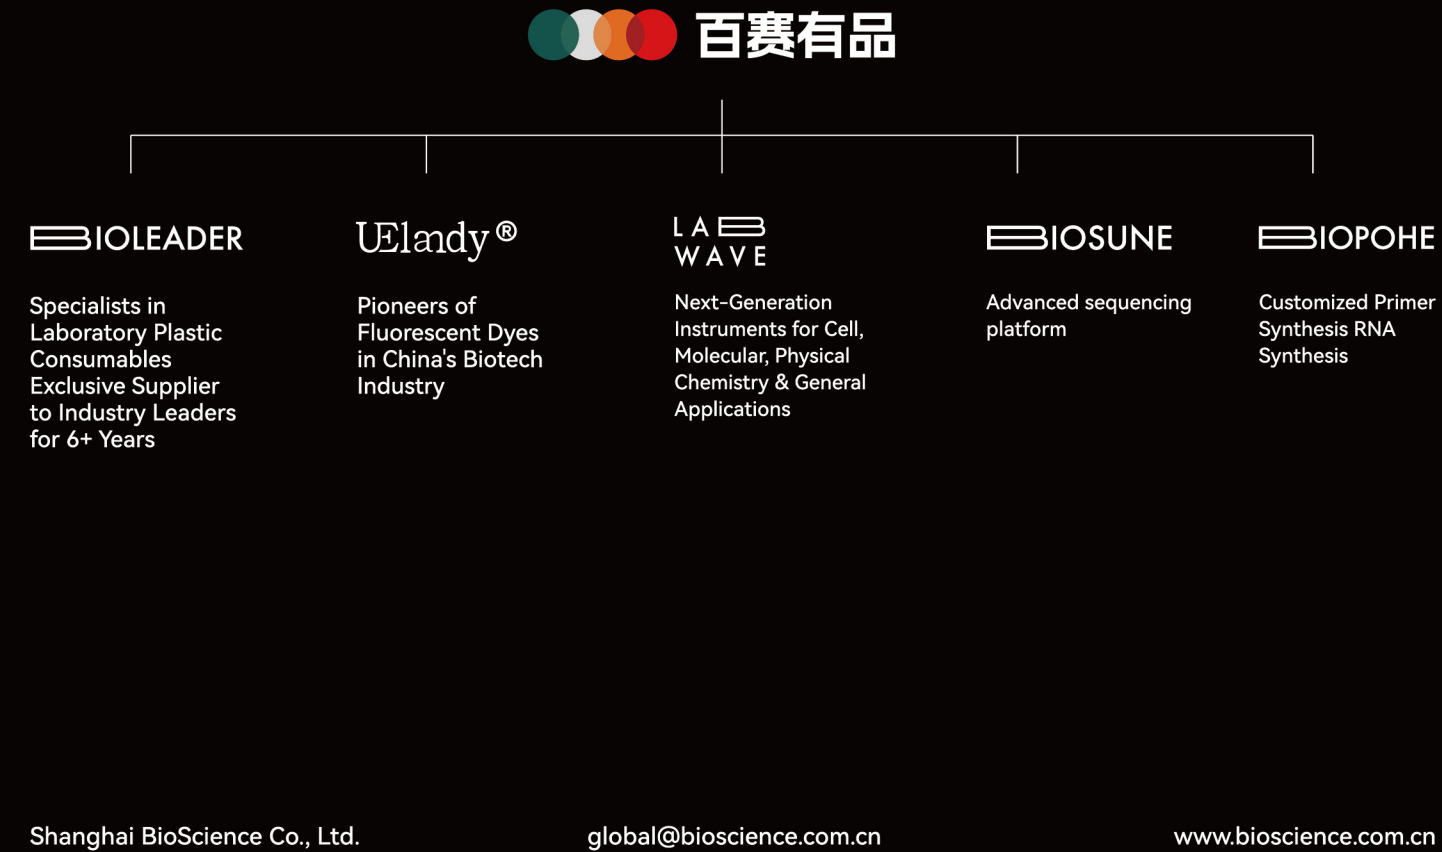 百赛有品
BIOLEADER
Specialists in
Laboratory Plastic
Consumables
Exclusive Supplier
to Industry Leaders
for 6+ Years
UElandy®
Pioneers of
Fluorescent Dyes
in China's Biotech
Industry
LAB
WAVE
Next-Generation
Instruments for Cell,
Molecular, Physical
Chemistry & General
Applications
BIOSUNE
Advanced sequencing
platform
BIOPOHE
Customized Primer
Synthesis RNA
Synthesis
Shanghai BioScience Co., Ltd.
global@bioscience.com.cn
www.bioscience.com.cn